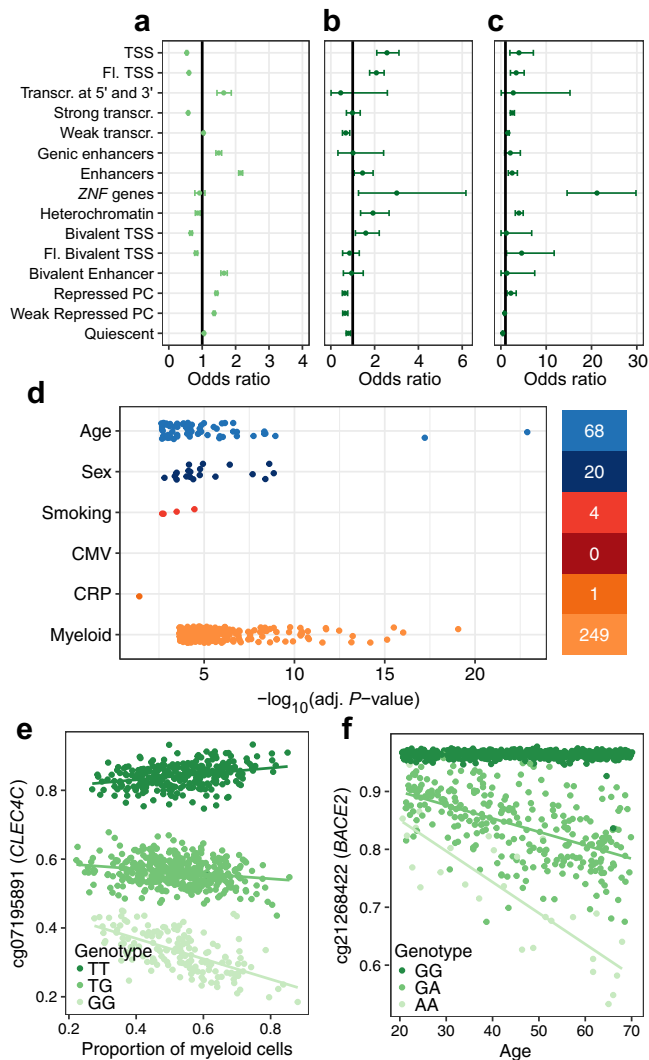 a b c
TSS
Fl. TSS
Transcr. at 5' and 3'
Strong transcr.
Weak transcr.
Genic enhancers
Enhancers
ZNF genes
Heterochromatin
Bivalent TSS
Fl. Bivalent TSS
Bivalent Enhancer
Repressed PC
Weak Repressed PC
Quiescent
0 1 2 3 4
Odds ratio
0 2 4 6
Odds ratio
0 10 20 30
Odds ratio
d
Age 68
Sex 20
Smoking 4
CMV 0
CRP 1
Myeloid 249
5 10 15 20
−log10(adj. P−value)
e
cg07195891 (CLEC4C)
0.8
0.6
0.4
0.2
Genotype
TT
TG
GG
0.2 0.4 0.6 0.8
Proportion of myeloid cells
f
cg21268422 (BACE2)
0.9
0.8
0.7
0.6
Genotype
GG
GA
AA
20 30 40 50 60 70
Age